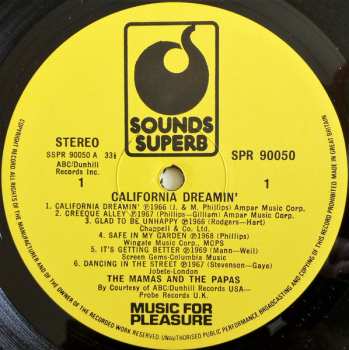 SOUNDS
SUPERB
STEREO
SSPR 90050 A 33⅓
ABC/Dunhill
Records Inc.
1
SPR 90050
1
CALIFORNIA DREAMIN'
1. CALIFORNIA DREAMIN' ℗1966 (J. & M. Phillips) Ampar Music Corp.
2. CREEQUE ALLEY ℗1967 (Phillips—Gilliam) Ampar Music Corp.
3. GLAD TO BE UNHAPPY ℗1966 (Rodgers-Hart)
Chappell & Co. Ltd.
4. SAFE IN MY GARDEN ℗1968 (Phillips)
Wingate Music Corp., MCPS
5. IT'S GETTING BETTER ℗1969 (Mann—Weil)
Screen Gems-Columbia Music
6. DANCING IN THE STREET ℗1967 (Stevenson-Gaye)
Jobete-London
THE MAMAS AND THE PAPAS
By Courtesy of ABC/Dunhill Records USA—
Probe Records U.K.
MUSIC FOR
PLEASURE
COPYRIGHT RECORD ALL RIGHTS OF THE MANUFACTURER AND OF THE OWNER OF THE RECORDED WORK RESERVED. UNAUTHORISED PUBLIC PERFORMANCE, BROADCASTING AND COPYING OF THIS RECORD PROHIBITED. MADE IN GT. BRITAIN